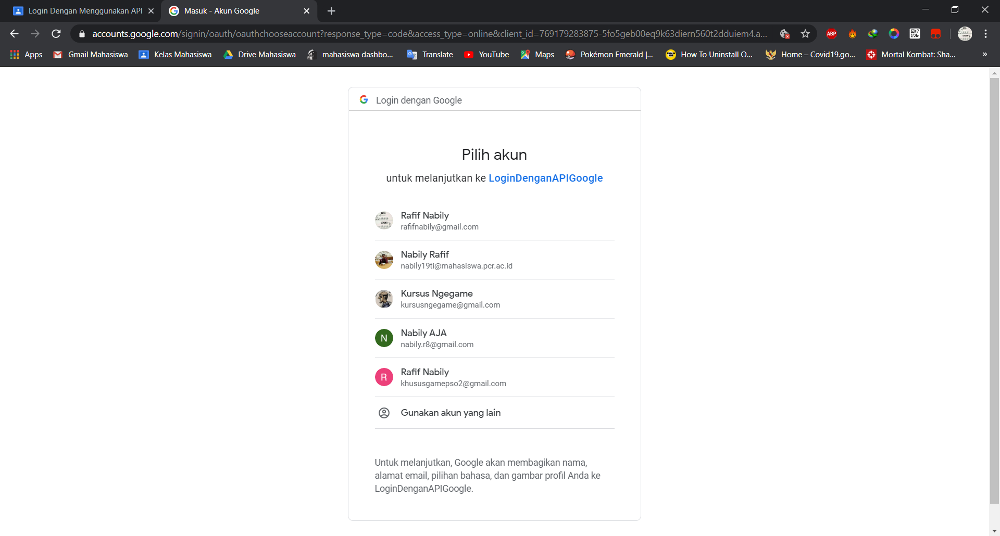 Login Dengan Menggunakan API
Masuk - Akun Google
accounts.google.com/signin/oauth/oauthchooseaccount?response_type=code&access_type=online&client_id=769179283875-5fo5geb00eq9k63diern560t2dduiem4.a...
ABP
Apps
Gmail Mahasiswa
Kelas Mahasiswa
Drive Mahasiswa
mahasiswa dashbo...
Translate
YouTube
Maps
Pokémon Emerald |...
How To Uninstall O...
Home – Covid19.go...
Mortal Kombat: Sha...
»
Login dengan Google
Pilih akun
untuk melanjutkan ke LoginDenganAPIGoogle
Rafif Nabily
rafifnabily@gmail.com
Nabily Rafif
nabily19ti@mahasiswa.pcr.ac.id
Kursus Ngegame
kursusngegame@gmail.com
N
Nabily AJA
nabily.r8@gmail.com
R
Rafif Nabily
khususgamepso2@gmail.com
Gunakan akun yang lain
Untuk melanjutkan, Google akan membagikan nama,
alamat email, pilihan bahasa, dan gambar profil Anda ke
LoginDenganAPIGoogle.